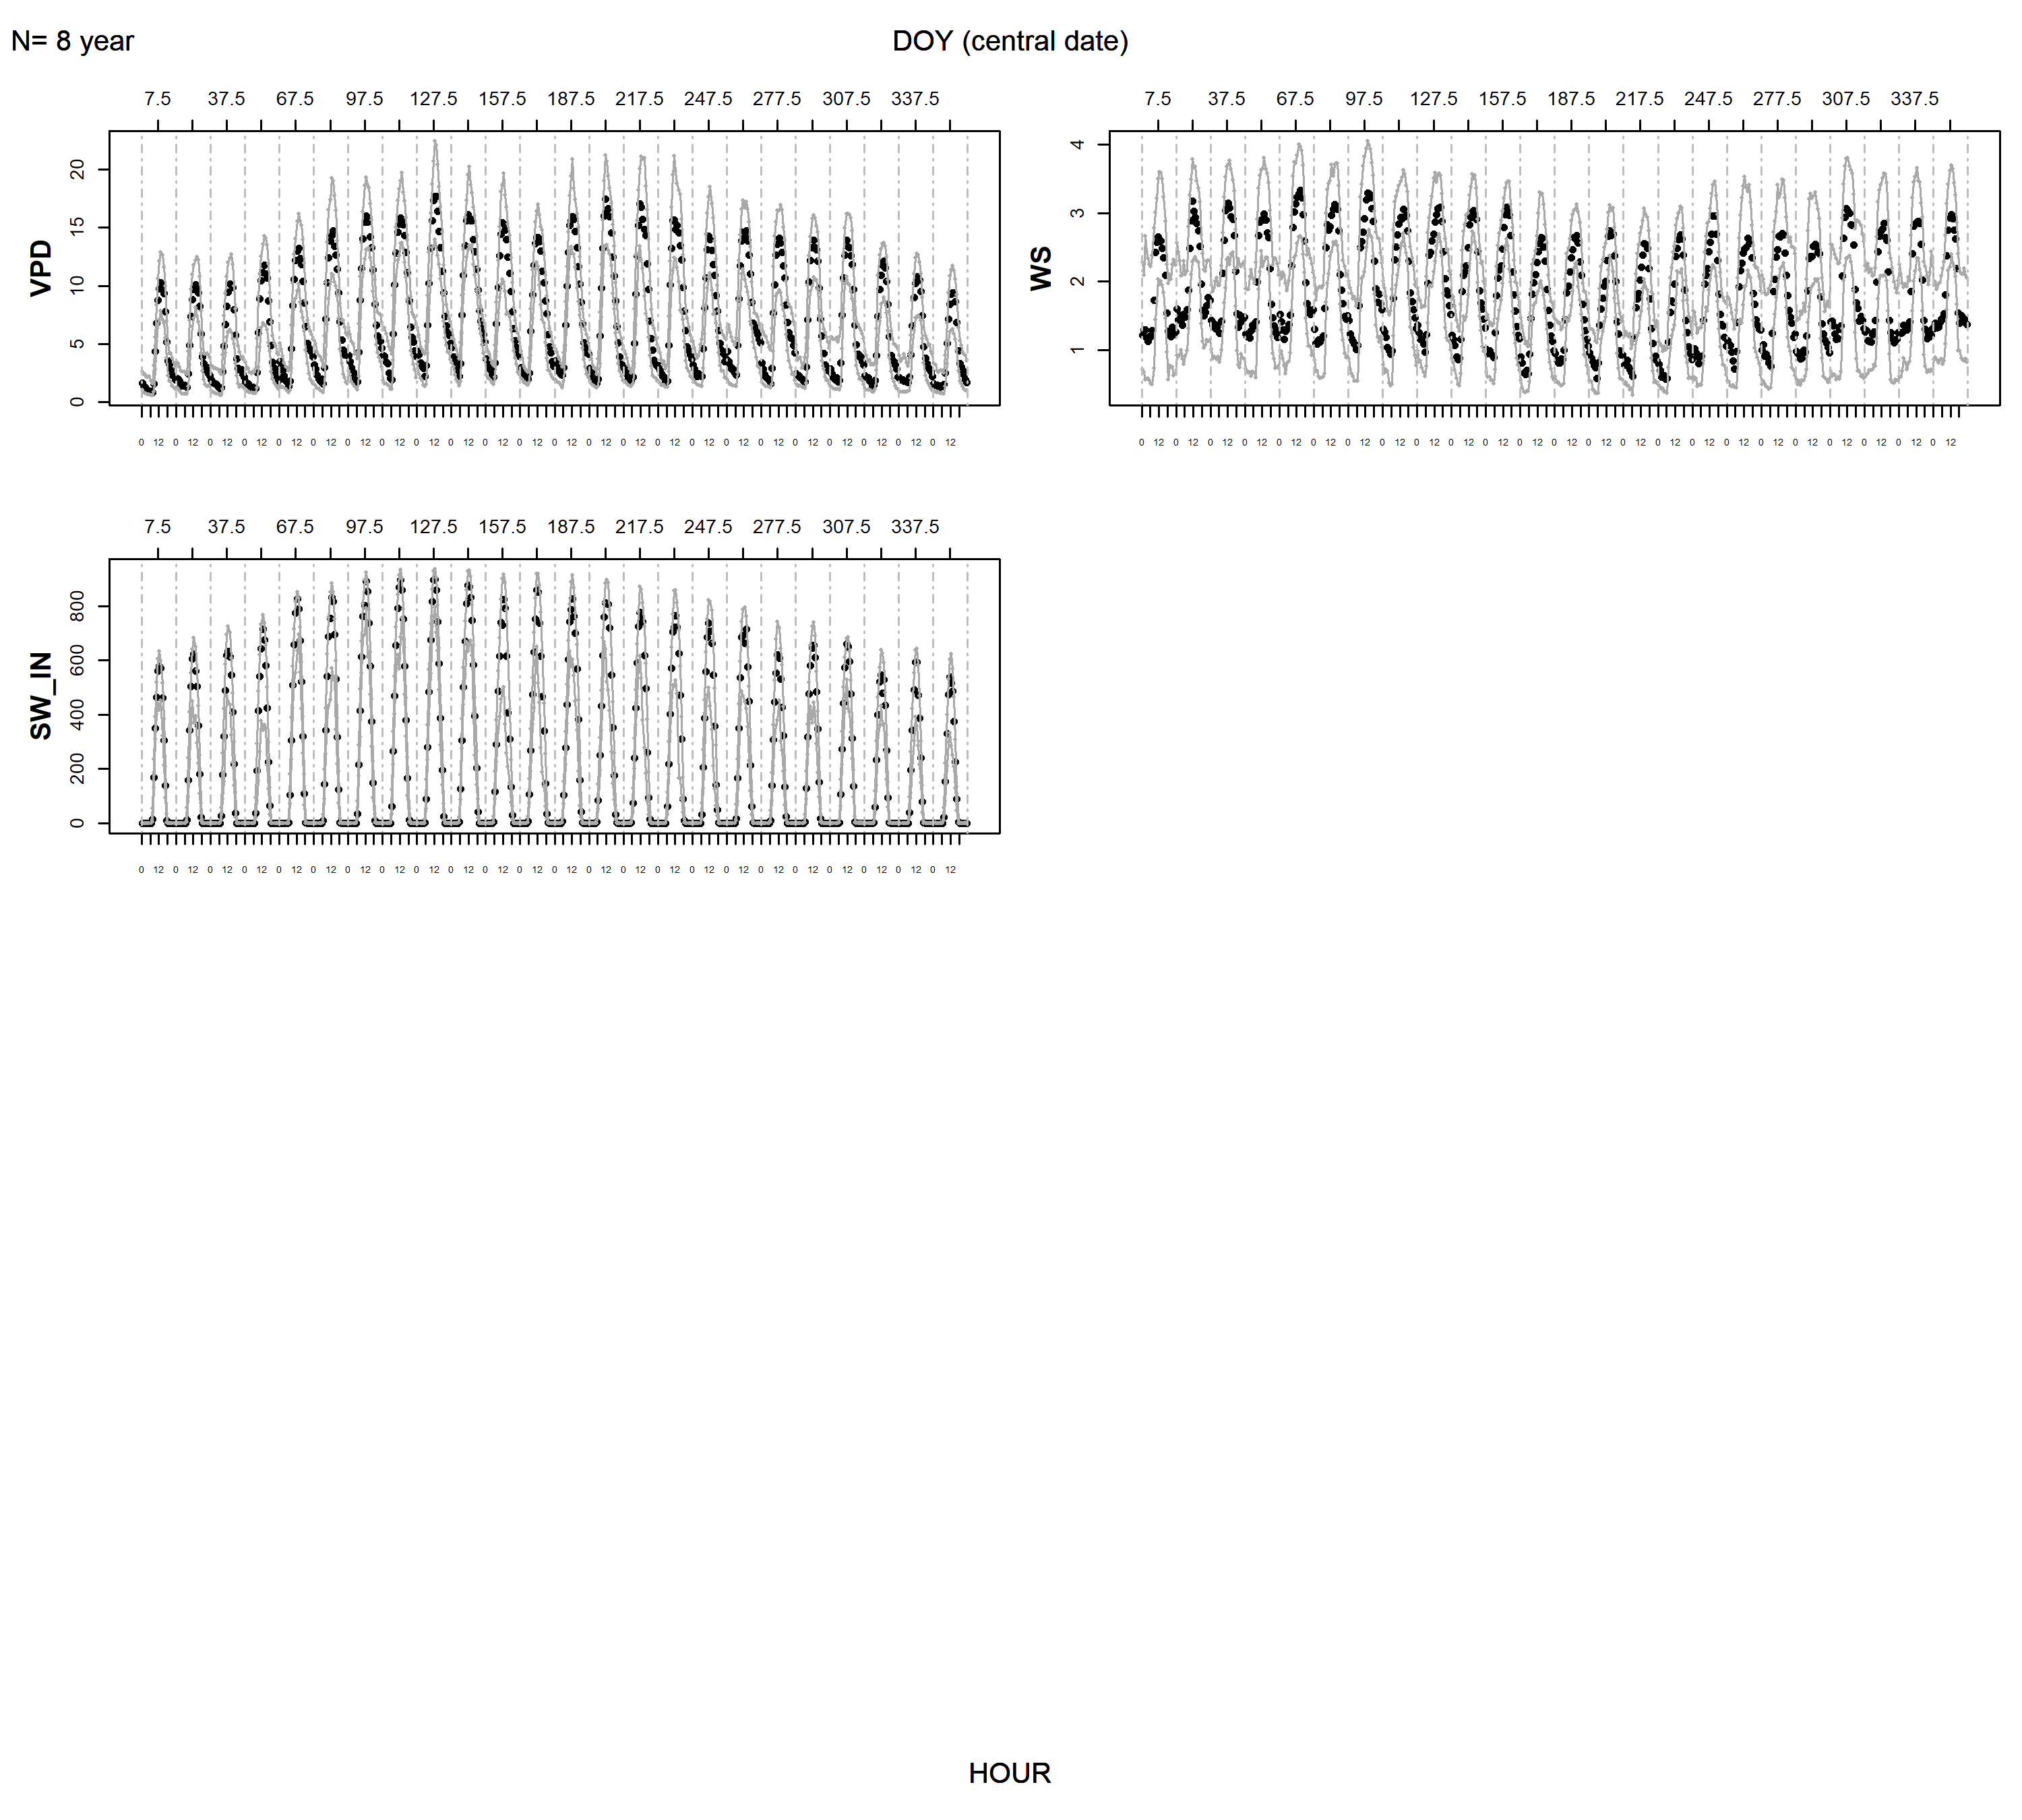 N= 8 year
DOY (central date)
7.5 37.5 67.5 97.5 127.5 157.5 187.5 217.5 247.5 277.5 307.5 337.5
VPD
20
15
10
5
0
0 12 0 12 0 12 0 12 0 12 0 12 0 12 0 12 0 12 0 12 0 12 0 12 0 12 0 12 0 12 0 12 0 12 0 12 0 12 0 12 0 12 0 12 0 12 0 12
7.5 37.5 67.5 97.5 127.5 157.5 187.5 217.5 247.5 277.5 307.5 337.5
WS
4
3
2
1
0 12 0 12 0 12 0 12 0 12 0 12 0 12 0 12 0 12 0 12 0 12 0 12 0 12 0 12 0 12 0 12 0 12 0 12 0 12 0 12 0 12 0 12 0 12 0 12
7.5 37.5 67.5 97.5 127.5 157.5 187.5 217.5 247.5 277.5 307.5 337.5
SW_IN
800
600
400
200
0
0 12 0 12 0 12 0 12 0 12 0 12 0 12 0 12 0 12 0 12 0 12 0 12 0 12 0 12 0 12 0 12 0 12 0 12 0 12 0 12 0 12 0 12 0 12 0 12
HOUR